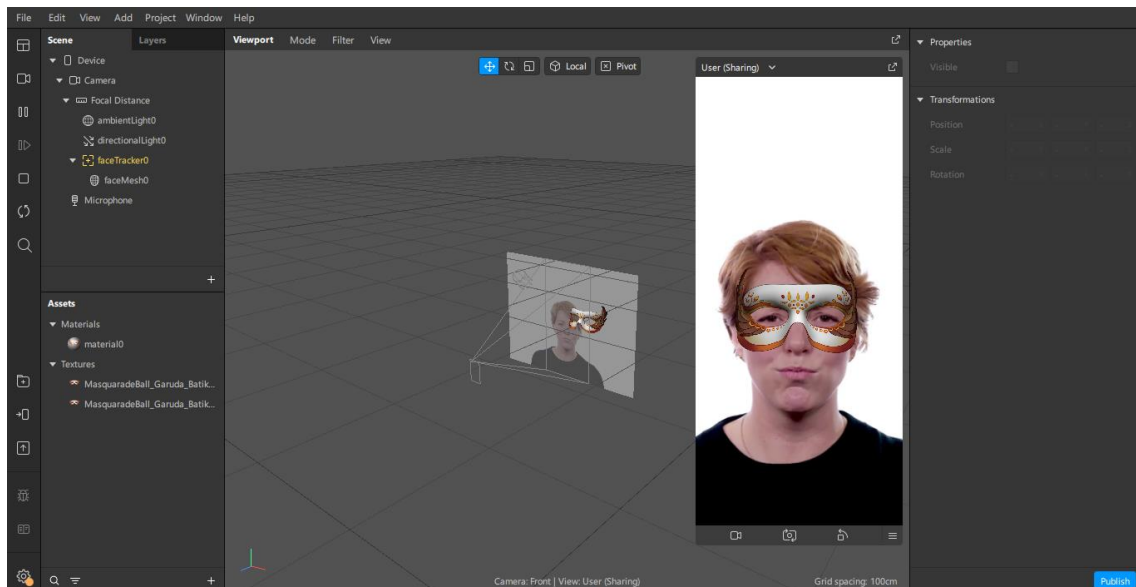 File Edit View Add Project Window Help
Scene Layers
Device
Camera
Focal Distance
ambientLight0
directionalLight0
faceTracker0
faceMesh0
Microphone
+
Assets
Materials
material0
Textures
MasquaradeBall_Garuda_Batik...
MasquaradeBall_Garuda_Batik...
+
Viewport Mode Filter View
Local Pivot
User (Sharing)
Camera: Front | View: User (Sharing)
Grid spacing: 100cm
Properties
Visible
Transformations
Position
Scale
Rotation
Publish